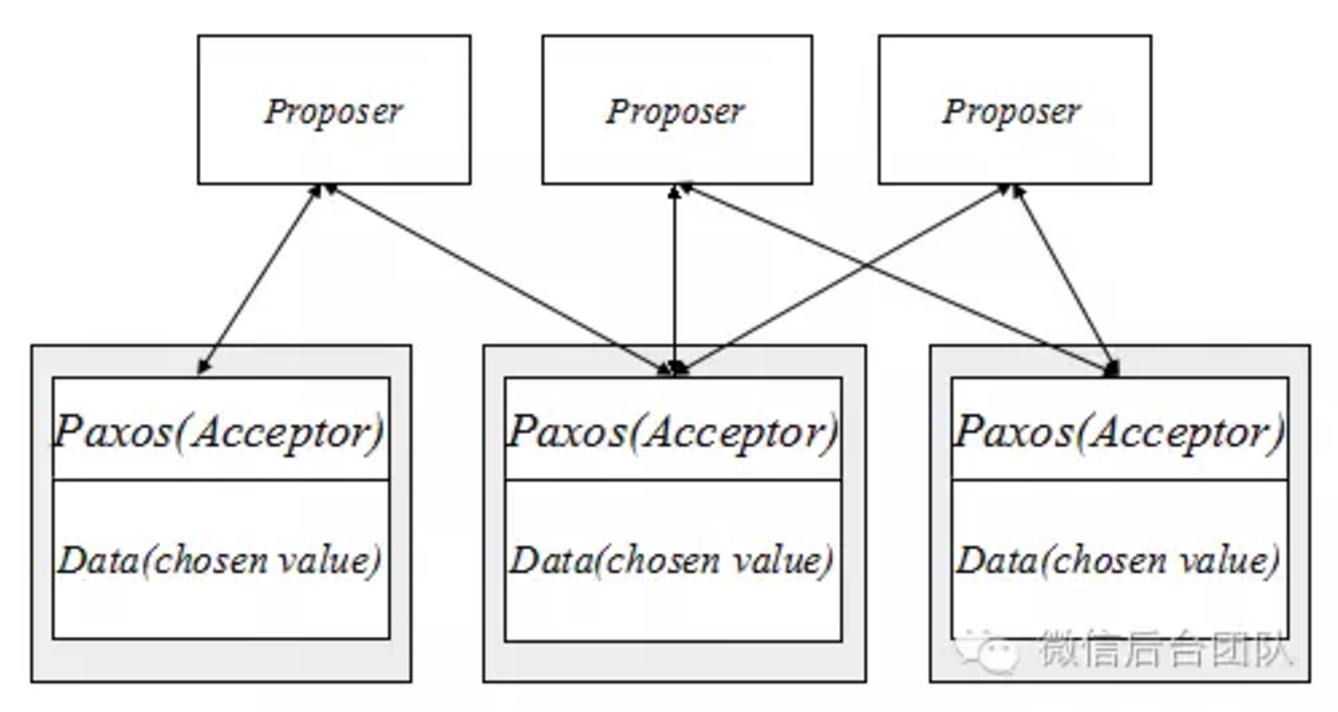 Proposer
Proposer
Proposer
Paxos(Acceptor)
Paxos(Acceptor)
Paxos(Acceptor)
Data(chosen value)
Data(chosen value)
Data(chosen value)
微信后台团队